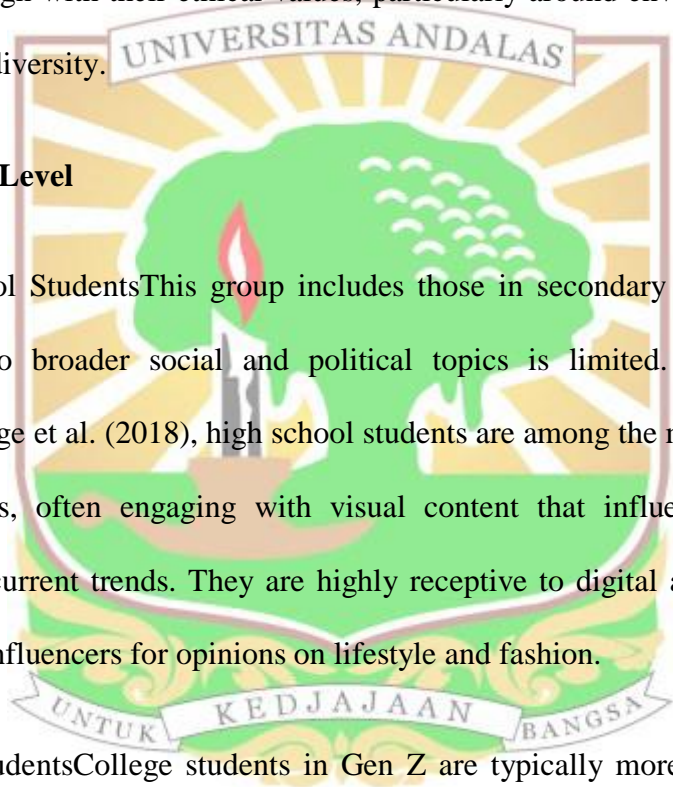 gn with their ethical values, particularly around env
UNIVERSITAS ANDALAS
diversity.
Level
ol StudentsThis group includes those in secondary
o broader social and political topics is limited.
ge et al. (2018), high school students are among the
s, often engaging with visual content that influe
current trends. They are highly receptive to digital a
nfluencers for opinions on lifestyle and fashion.
UNTUK KEDJAJAAN BANGSA
udentsCollege students in Gen Z are typically more